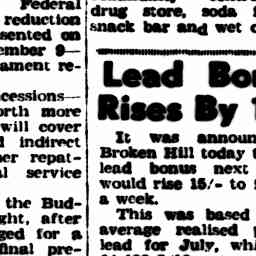 Federal
reduction
sented on
ember 9—
ament re-
cessions—
orth more
will cover
indirect
er repat-
al service
the Bud-
ght, after
ged for a
final pre-
drug store, soda
snack bar and wet
Lead Bo
Rises By
It was announ
Broken Hill today
lead bonus next
would rise 15/- to
a week.
This was based
average realised
lead for July, whi